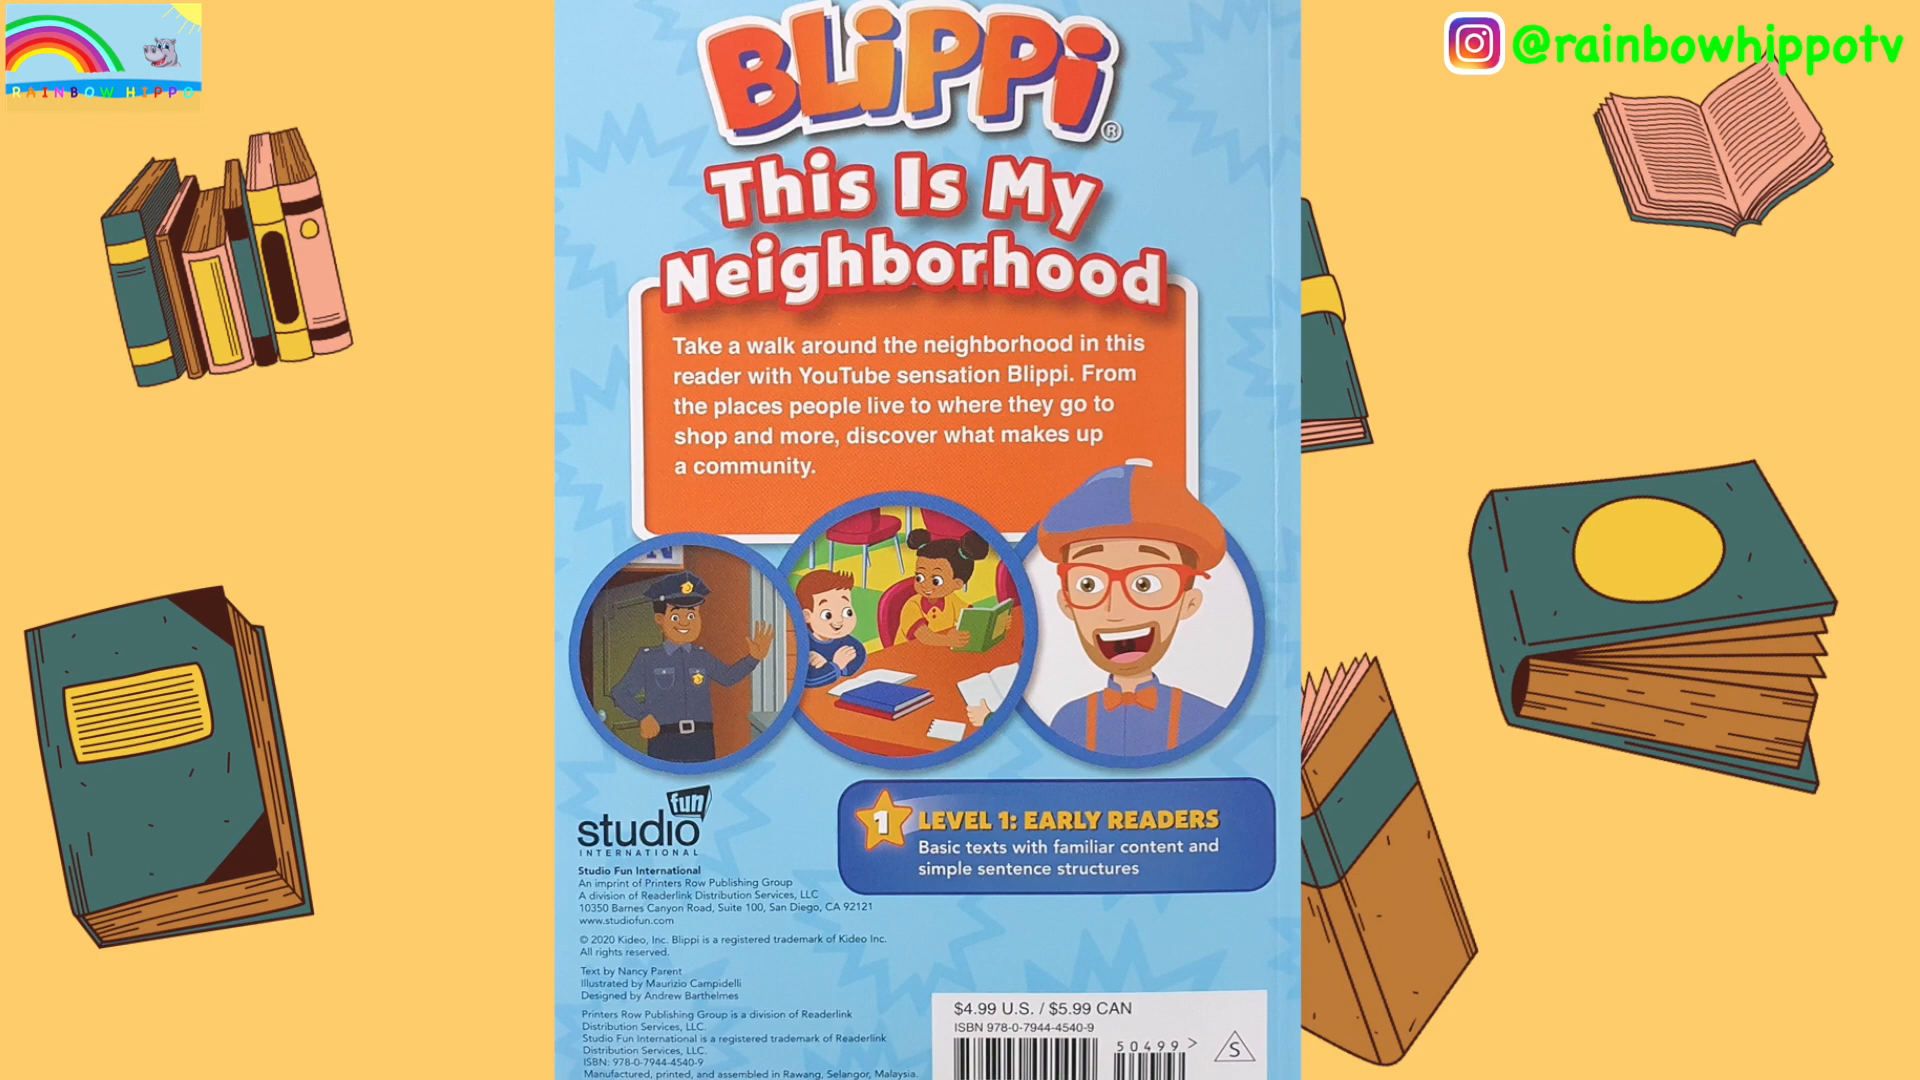 RAINBOW HIPPO
@rainbowhippotv
BLiPPi®
This Is My
Neighborhood
Take a walk around the neighborhood in this
reader with YouTube sensation Blippi. From
the places people live to where they go to
shop and more, discover what makes up
a community.
fun
studio
INTERNATIONAL
1 LEVEL 1: EARLY READERS
Basic texts with familiar content and
simple sentence structures
Studio Fun International
An imprint of Printers Row Publishing Group
A division of Readerlink Distribution Services, LLC
10350 Barnes Canyon Road, Suite 100, San Diego, CA 92121
www.studiofun.com
© 2020 Kideo, Inc. Blippi is a registered trademark of Kideo Inc.
All rights reserved.
Text by Nancy Parent
Illustrated by Maurizio Campidelli
Designed by Andrew Barthelmes
Printers Row Publishing Group is a division of Readerlink
Distribution Services, LLC.
Studio Fun International is a registered trademark of Readerlink
Distribution Services, LLC.
ISBN: 978-0-7944-4540-9
Manufactured, printed, and assembled in Rawang, Selangor, Malaysia.
$4.99 U.S. / $5.99 CAN
ISBN 978-0-7944-4540-9
50499 >
S